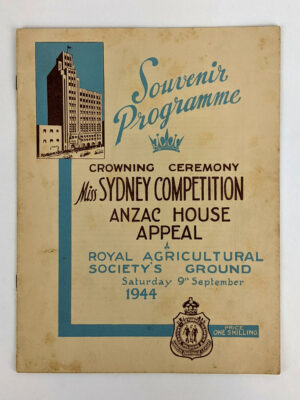 Souvenir
Programme
CROWNING CEREMONY
Miss SYDNEY COMPETITION
ANZAC HOUSE
APPEAL
ROYAL AGRICULTURAL
SOCIETY'S GROUND
Saturday 9th September
1944
PRICE
ONE SHILLING